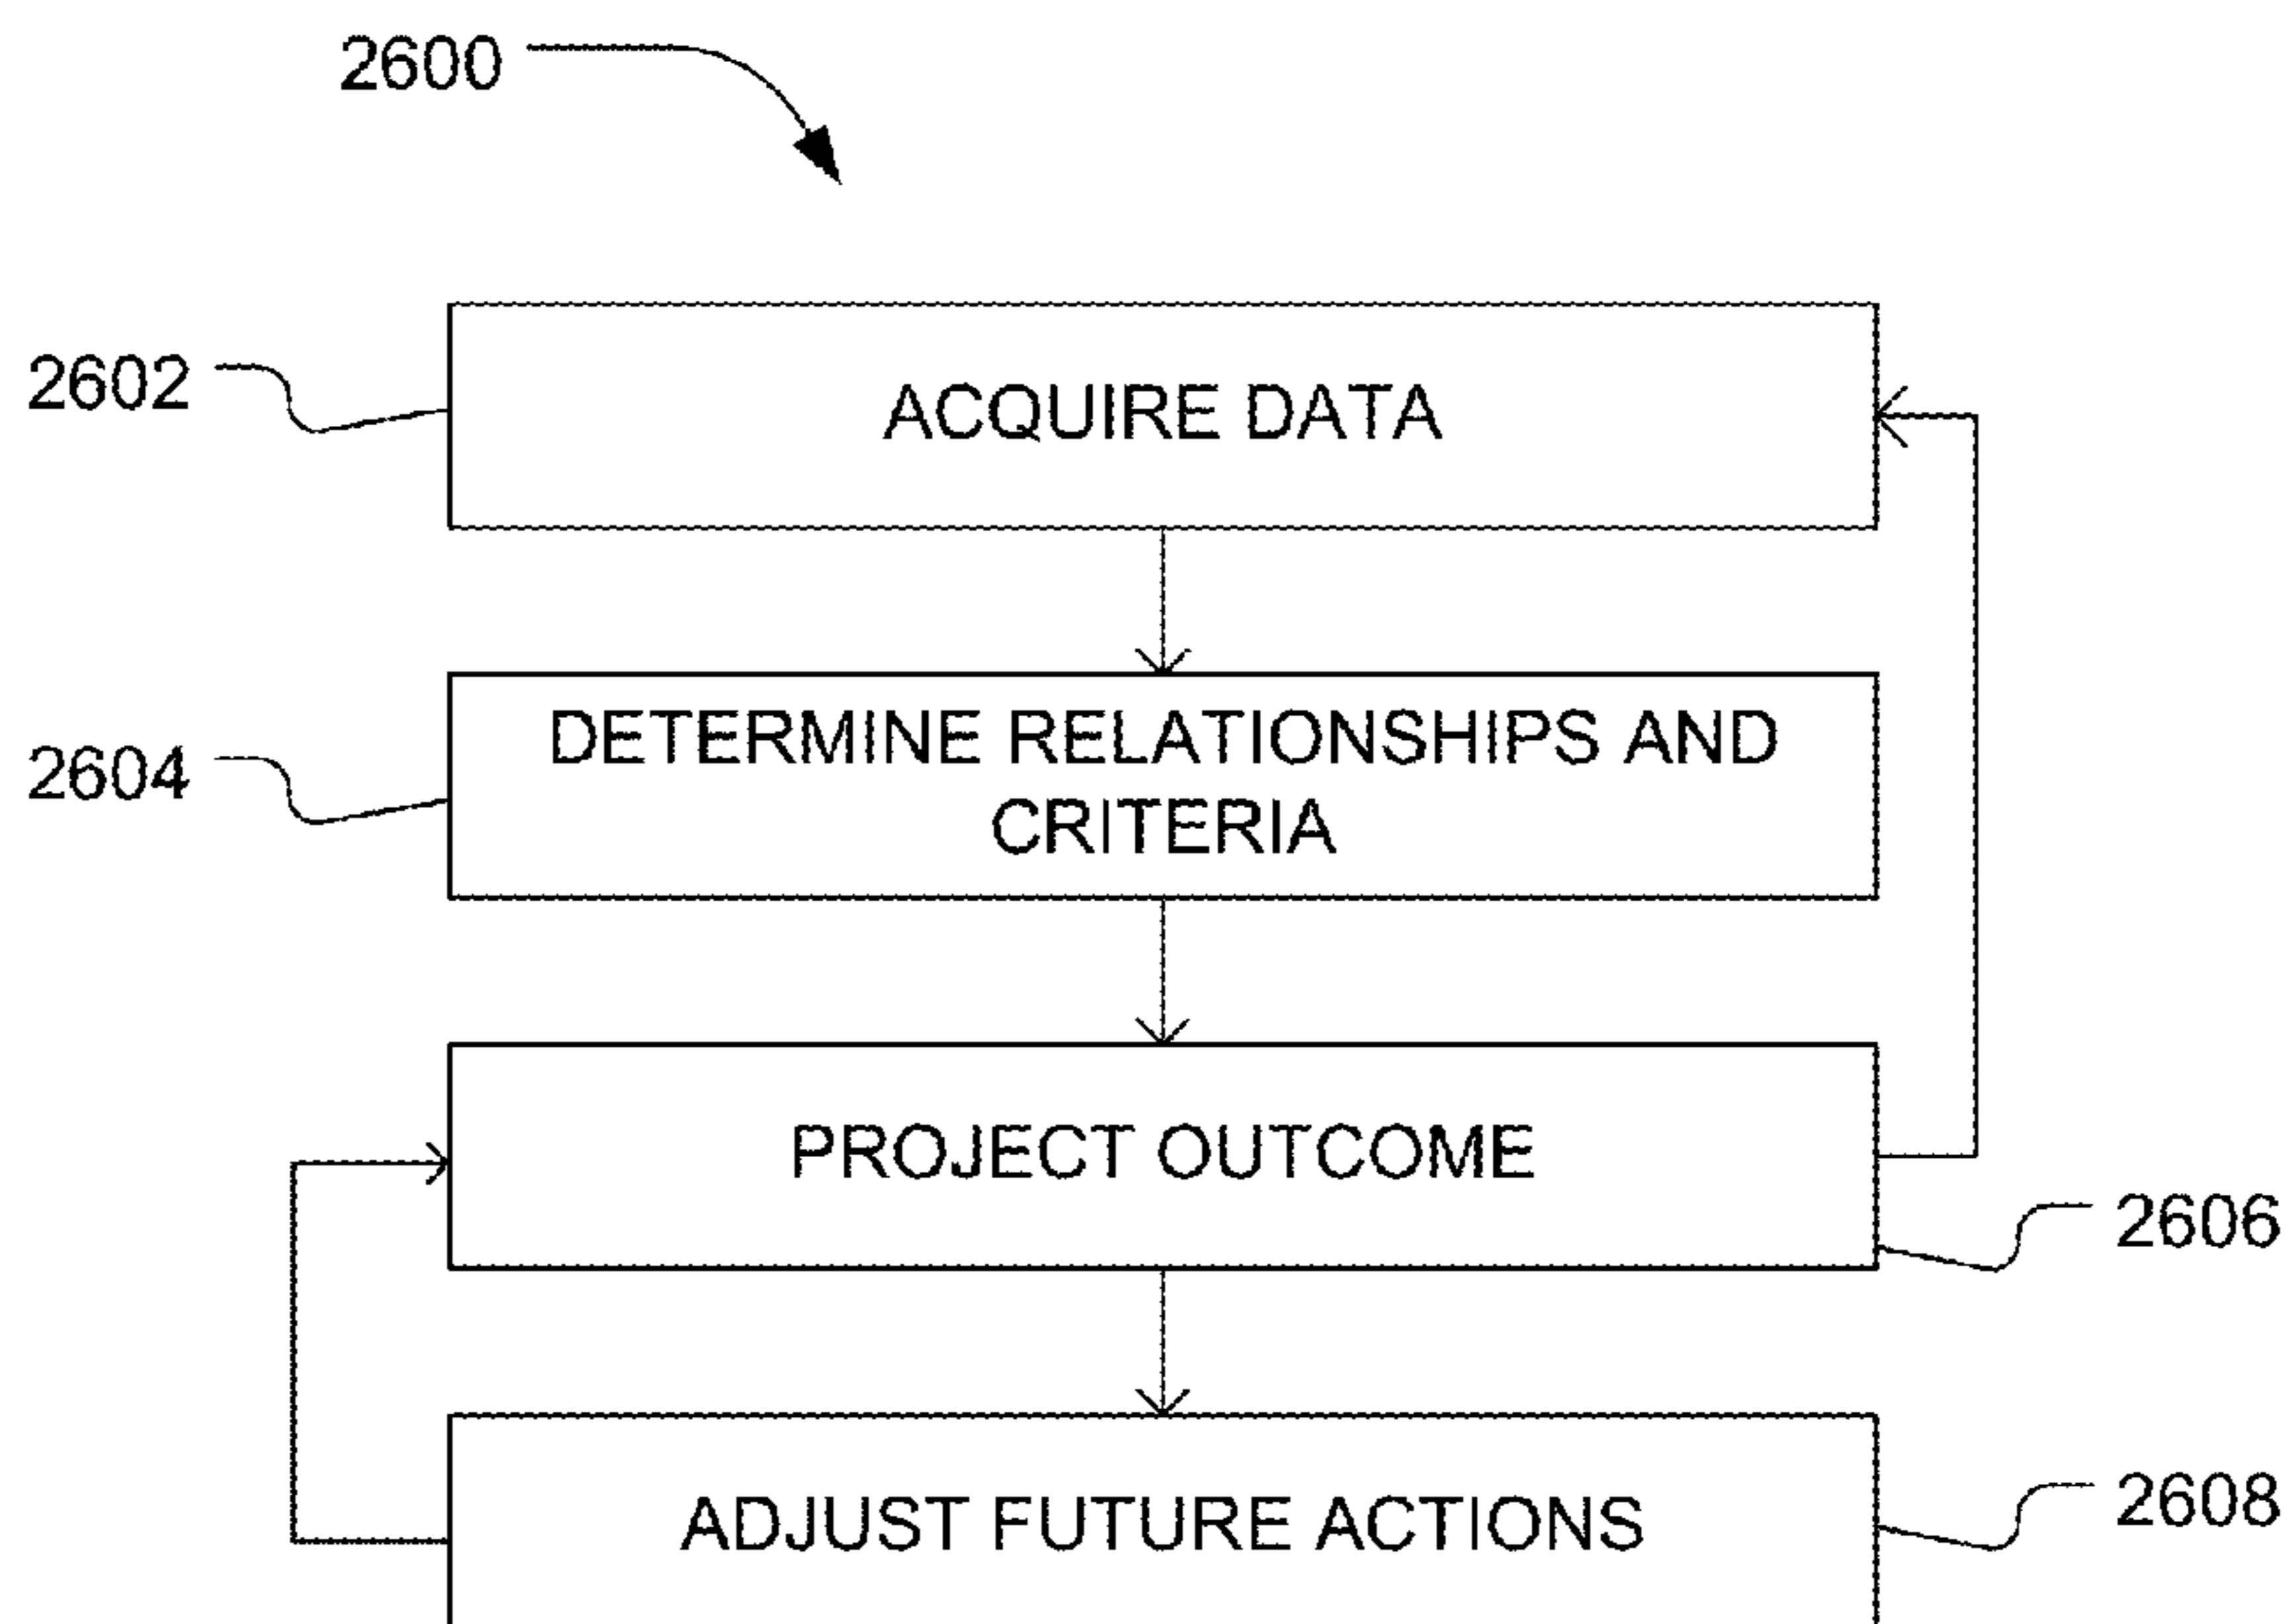 2600
2602
ACQUIRE DATA
2604
DETERMINE RELATIONSHIPS AND
CRITERIA
PROJECT OUTCOME
2606
ADJUST FUTURE ACTIONS
2608